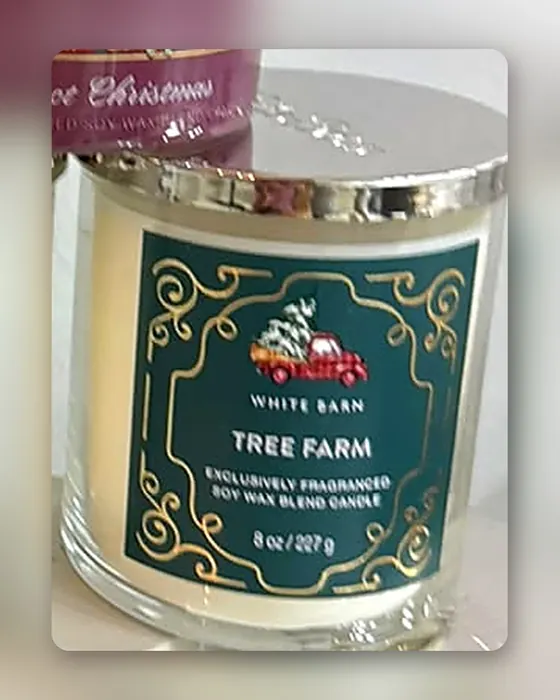 Christmas
WHITE BARN
TREE FARM
EXCLUSIVELY FRAGRANCED
SOY WAX BLEND CANDLE
8 oz / 227 g